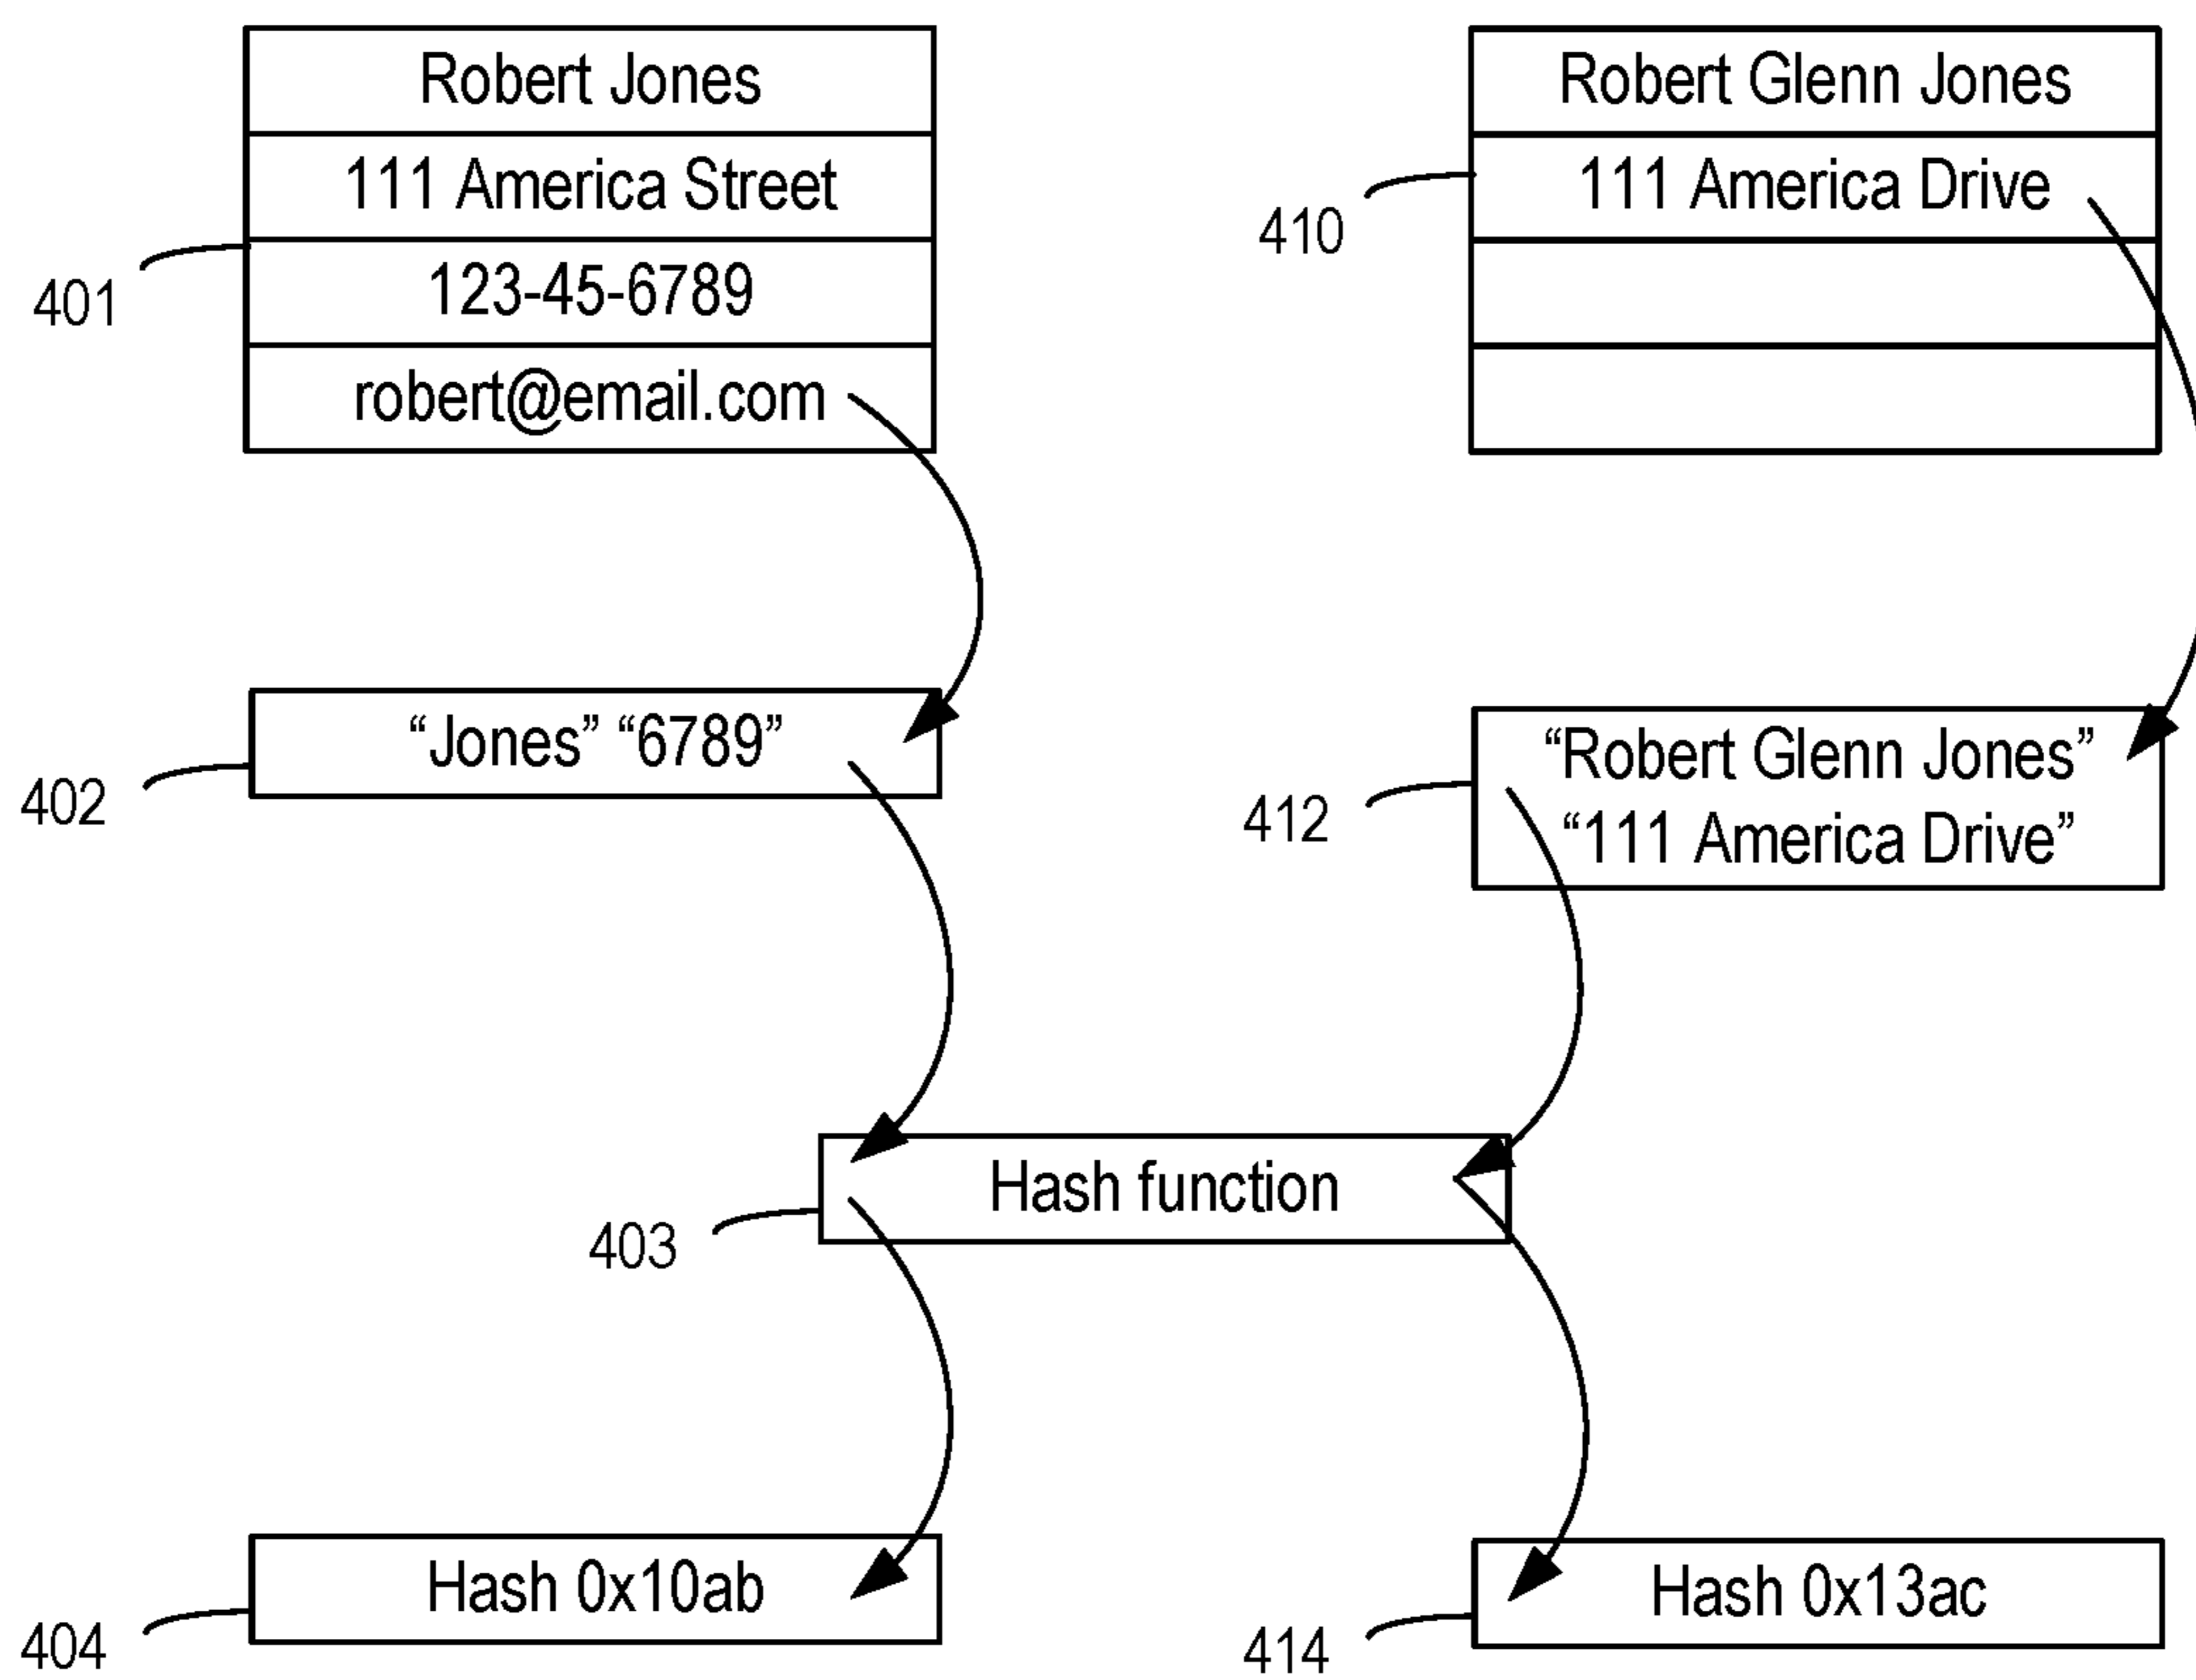 Robert Jones
111 America Street
123-45-6789
robert@email.com
401
Robert Glenn Jones
111 America Drive
410
“Jones” “6789”
402
“Robert Glenn Jones”
“111 America Drive”
412
Hash function
403
Hash 0x10ab
404
Hash 0x13ac
414